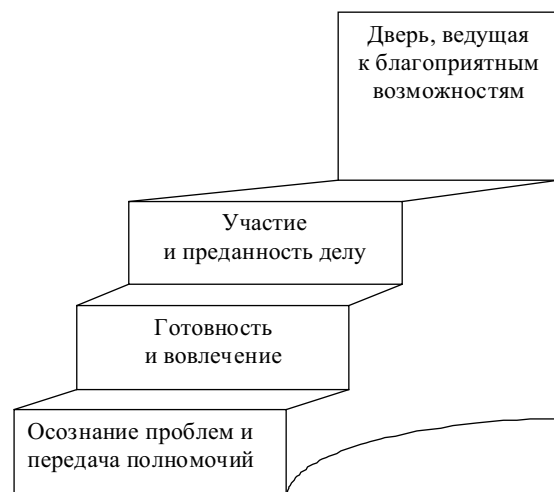 Дверь, ведущая
к благоприятным
возможностям
Участие
и преданность делу
Готовность
и вовлечение
Осознание проблем и
передача полномочий